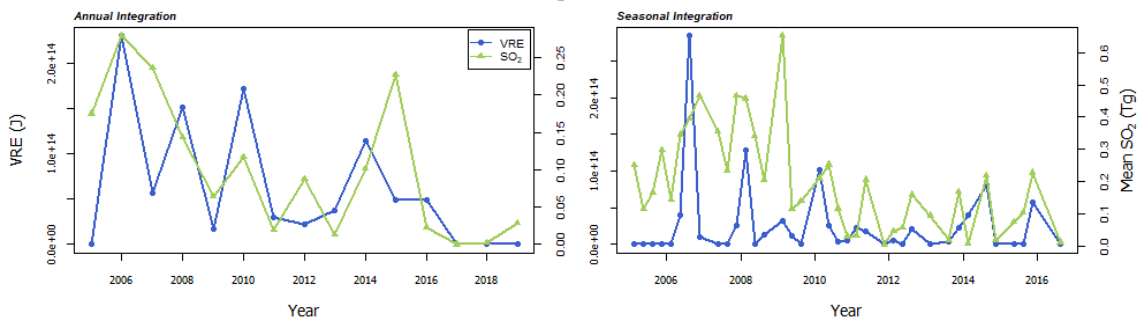 Annual Integration
VRE
SO2
VRE (J)
0.0e+00 1.0e+14 2.0e+14
0.00 0.05 0.10 0.15 0.20 0.25
2006 2008 2010 2012 2014 2016 2018
Year
Seasonal Integration
0.0e+00 1.0e+14 2.0e+14
0.0 0.1 0.2 0.3 0.4 0.5 0.6
Mean SO2 (Tg)
2006 2008 2010 2012 2014 2016
Year